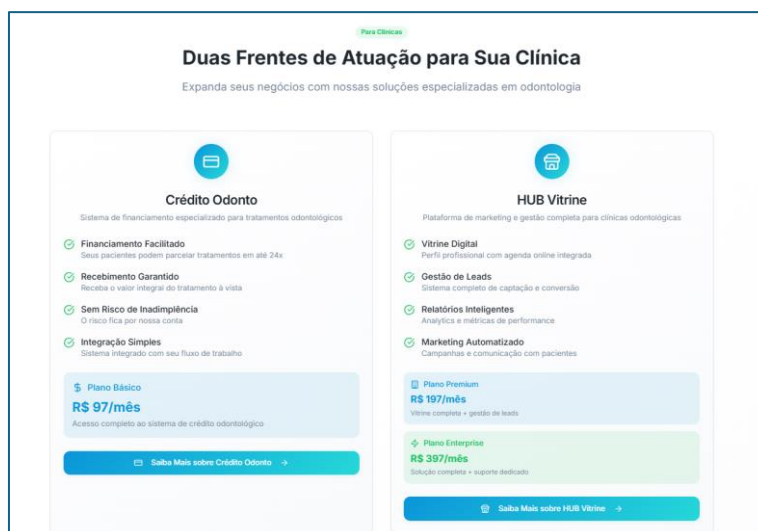 Para Clínicas
Duas Frentes de Atuação para Sua Clínica
Expanda seus negócios com nossas soluções especializadas em odontologia
Crédito Odonto
Sistema de financiamento especializado para tratamentos odontológicos
Financiamento Facilitado
Seus pacientes podem parcelar tratamentos em até 24x
Recebimento Garantido
Receba o valor integral do tratamento à vista
Sem Risco de Inadimplência
O risco fica por nossa conta
Integração Simples
Sistema integrado com seu fluxo de trabalho
Plano Básico
R$ 97/mês
Acesso completo ao sistema de crédito odontológico
Saiba Mais sobre Crédito Odonto
HUB Vitrine
Plataforma de marketing e gestão completa para clínicas odontológicas
Vitrine Digital
Perfil profissional com agenda online integrada
Gestão de Leads
Sistema completo de captação e conversão
Relatórios Inteligentes
Analytics e métricas de performance
Marketing Automatizado
Campanhas e comunicação com pacientes
Plano Premium
R$ 197/mês
Vitrine completa + gestão de leads
Plano Enterprise
R$ 397/mês
Solução completa + suporte dedicado
Saiba Mais sobre HUB Vitrine